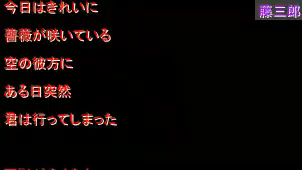 藤三郎
今日はきれいに
薔薇が咲いている
空の彼方に
ある日突然
君は行ってしまった